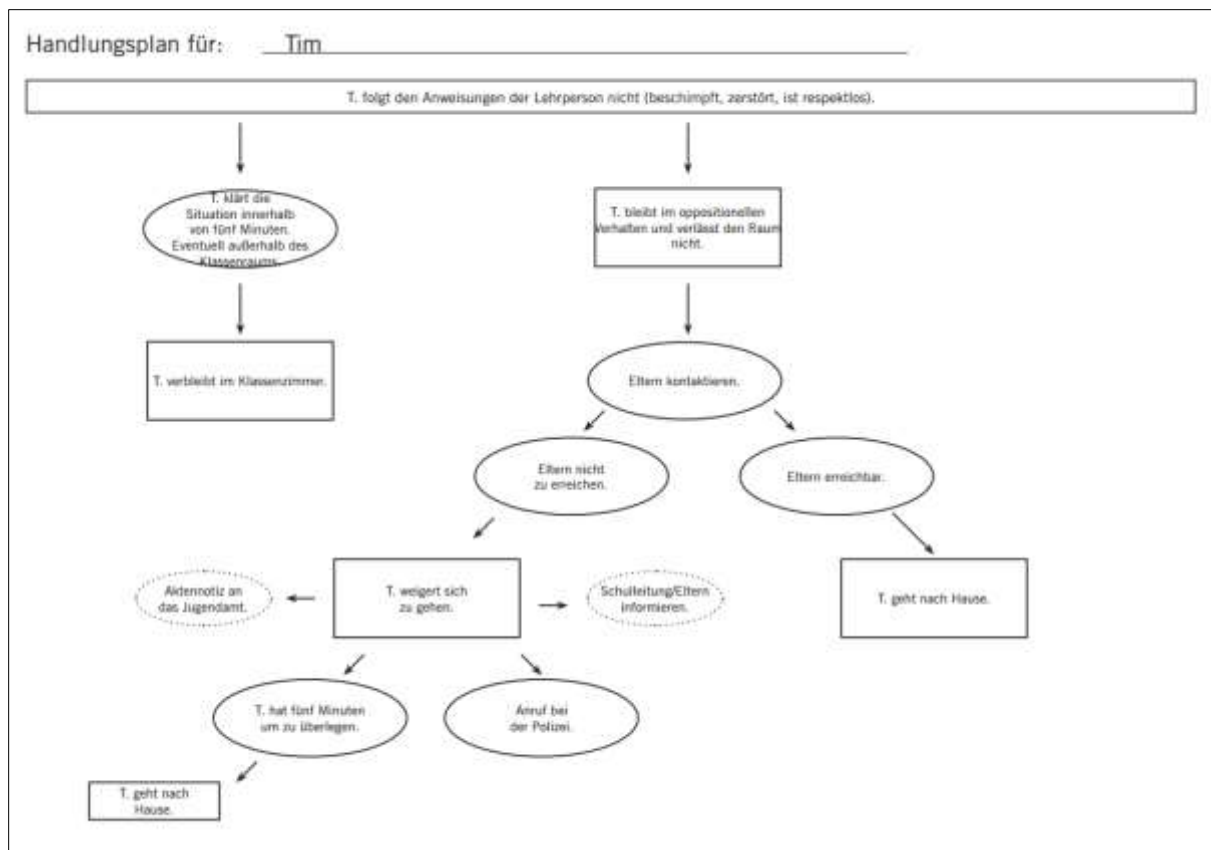 Handlungsplan für: Tim
T. folgt den Anweisungen der Lehrperson nicht (beschimpft, zerstört, ist respektlos).
T. klärt die
Situation innerhalb
von fünf Minuten.
Eventuell außerhalb des
Klassenraums.
T. bleibt im oppositionellen
Verhalten und verlässt den Raum
nicht.
T. verbleibt im Klassenzimmer.
Eltern kontaktieren.
Eltern nicht
zu erreichen.
Eltern erreichbar.
Aktennotiz an
das Jugendamt.
T. weigert sich
zu gehen.
Schulleitung/Eltern
informieren.
T. geht nach Hause.
T. hat fünf Minuten
um zu überlegen.
Anruf bei
der Polizei.
T. geht nach
Hause.